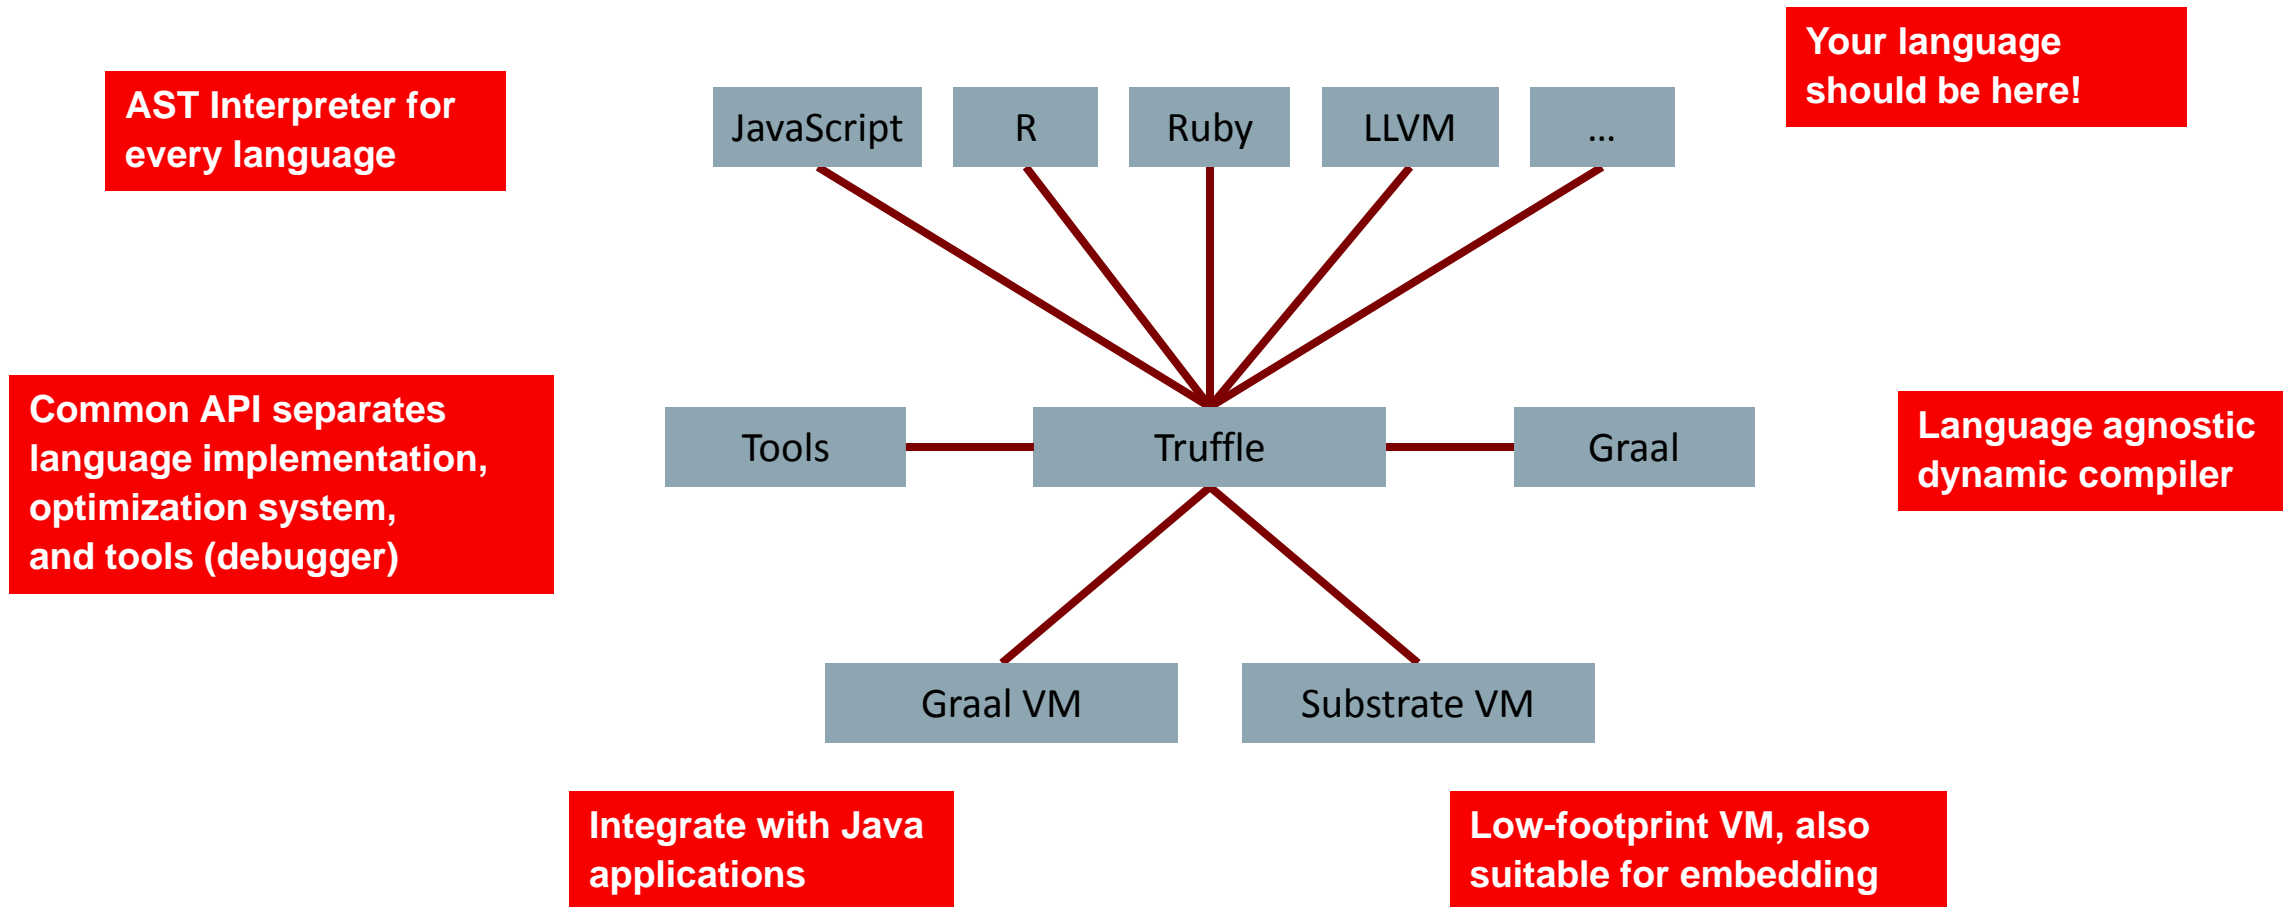 Your language
should be here!
AST Interpreter for
every language
JavaScript
R
Ruby
LLVM
...
Common API separates
language implementation,
optimization system,
and tools (debugger)
Tools
Truffle
Graal
Language agnostic
dynamic compiler
Graal VM
Substrate VM
Integrate with Java
applications
Low-footprint VM, also
suitable for embedding